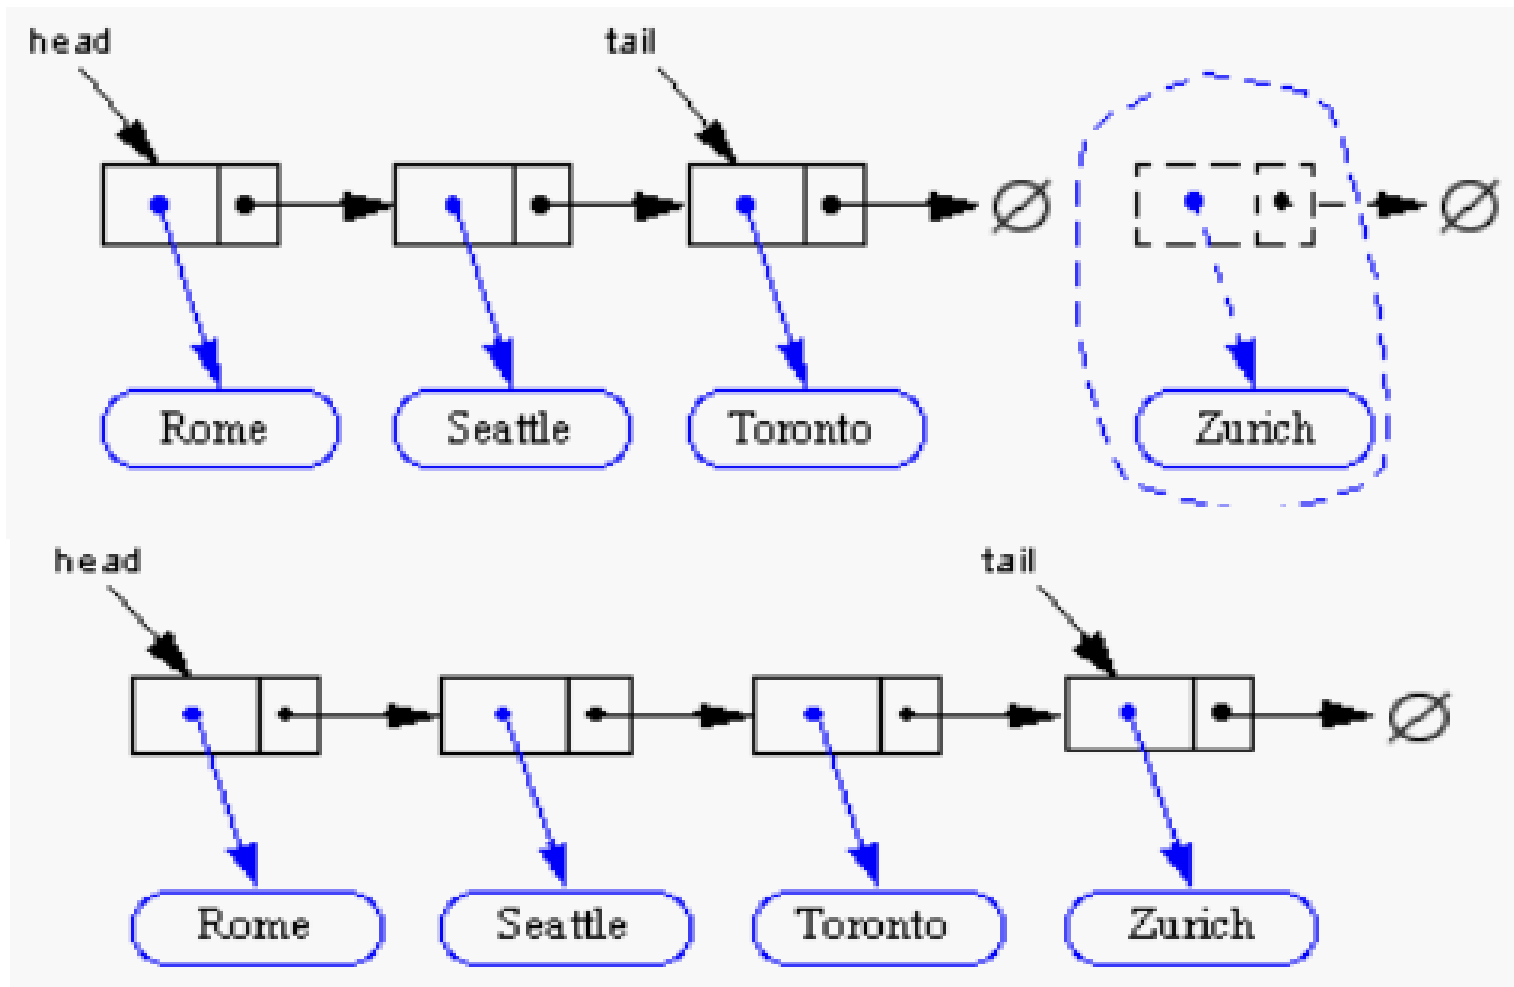 head tail
∅ ∅
Rome Seattle Toronto Zurich
head tail
∅
Rome Seattle Toronto Zurich